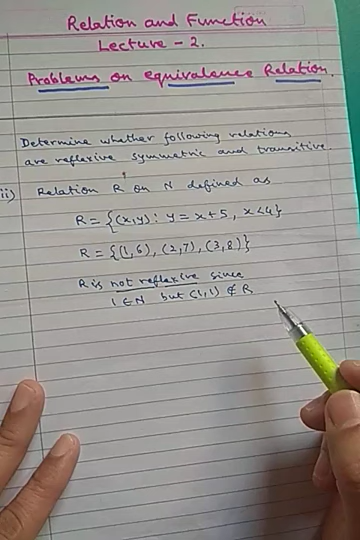 Relation and Function
Lecture - 2.
Problems on equivalence Relation.
Determine whether following relations
are reflexive symmetric and transitive
ii) Relation R on N defined as
R = {(x,y): y = x+5, x<4}
R = {(1,6), (2,7), (3,8)}
R is not reflexive since
1 ∈ N but (1,1) ∉ R